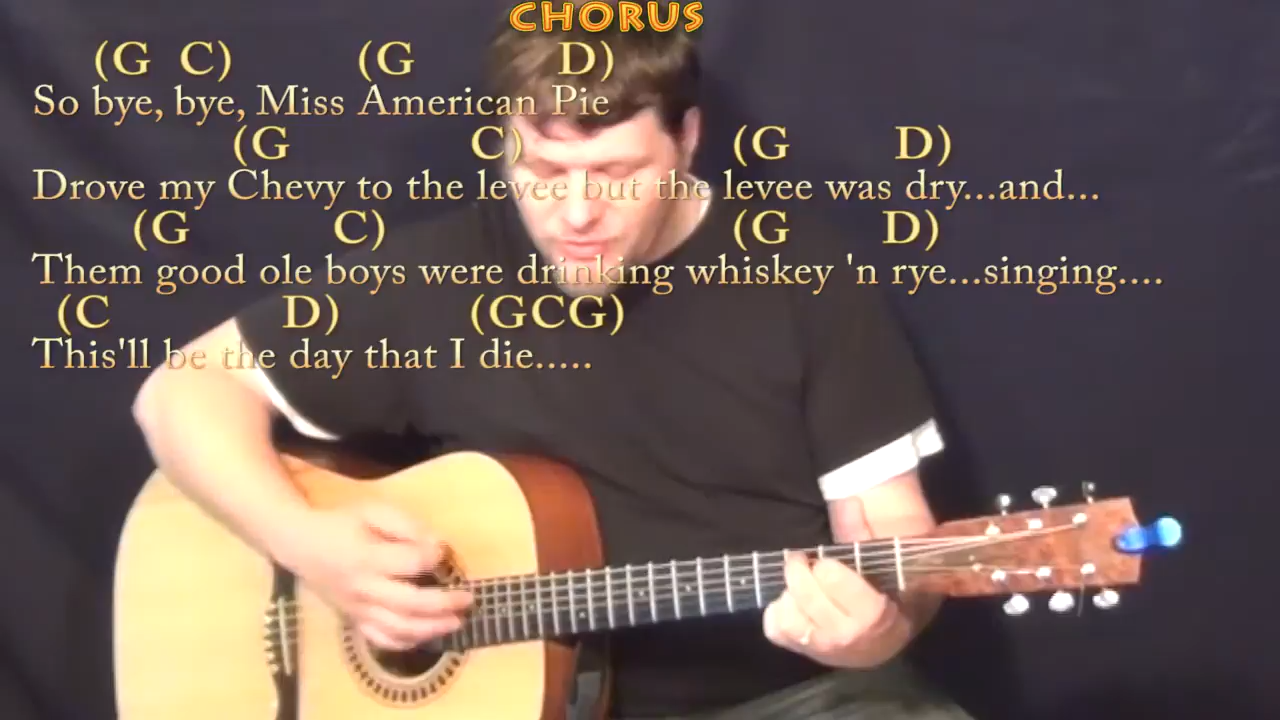 CHORUS
(G C) (G D)
So bye, bye, Miss American Pie
(G C) (G D)
Drove my Chevy to the levee but the levee was dry...and...
(G C) (G D)
Them good ole boys were drinking whiskey 'n rye...singing....
(C D) (GCG)
This'll be the day that I die.....